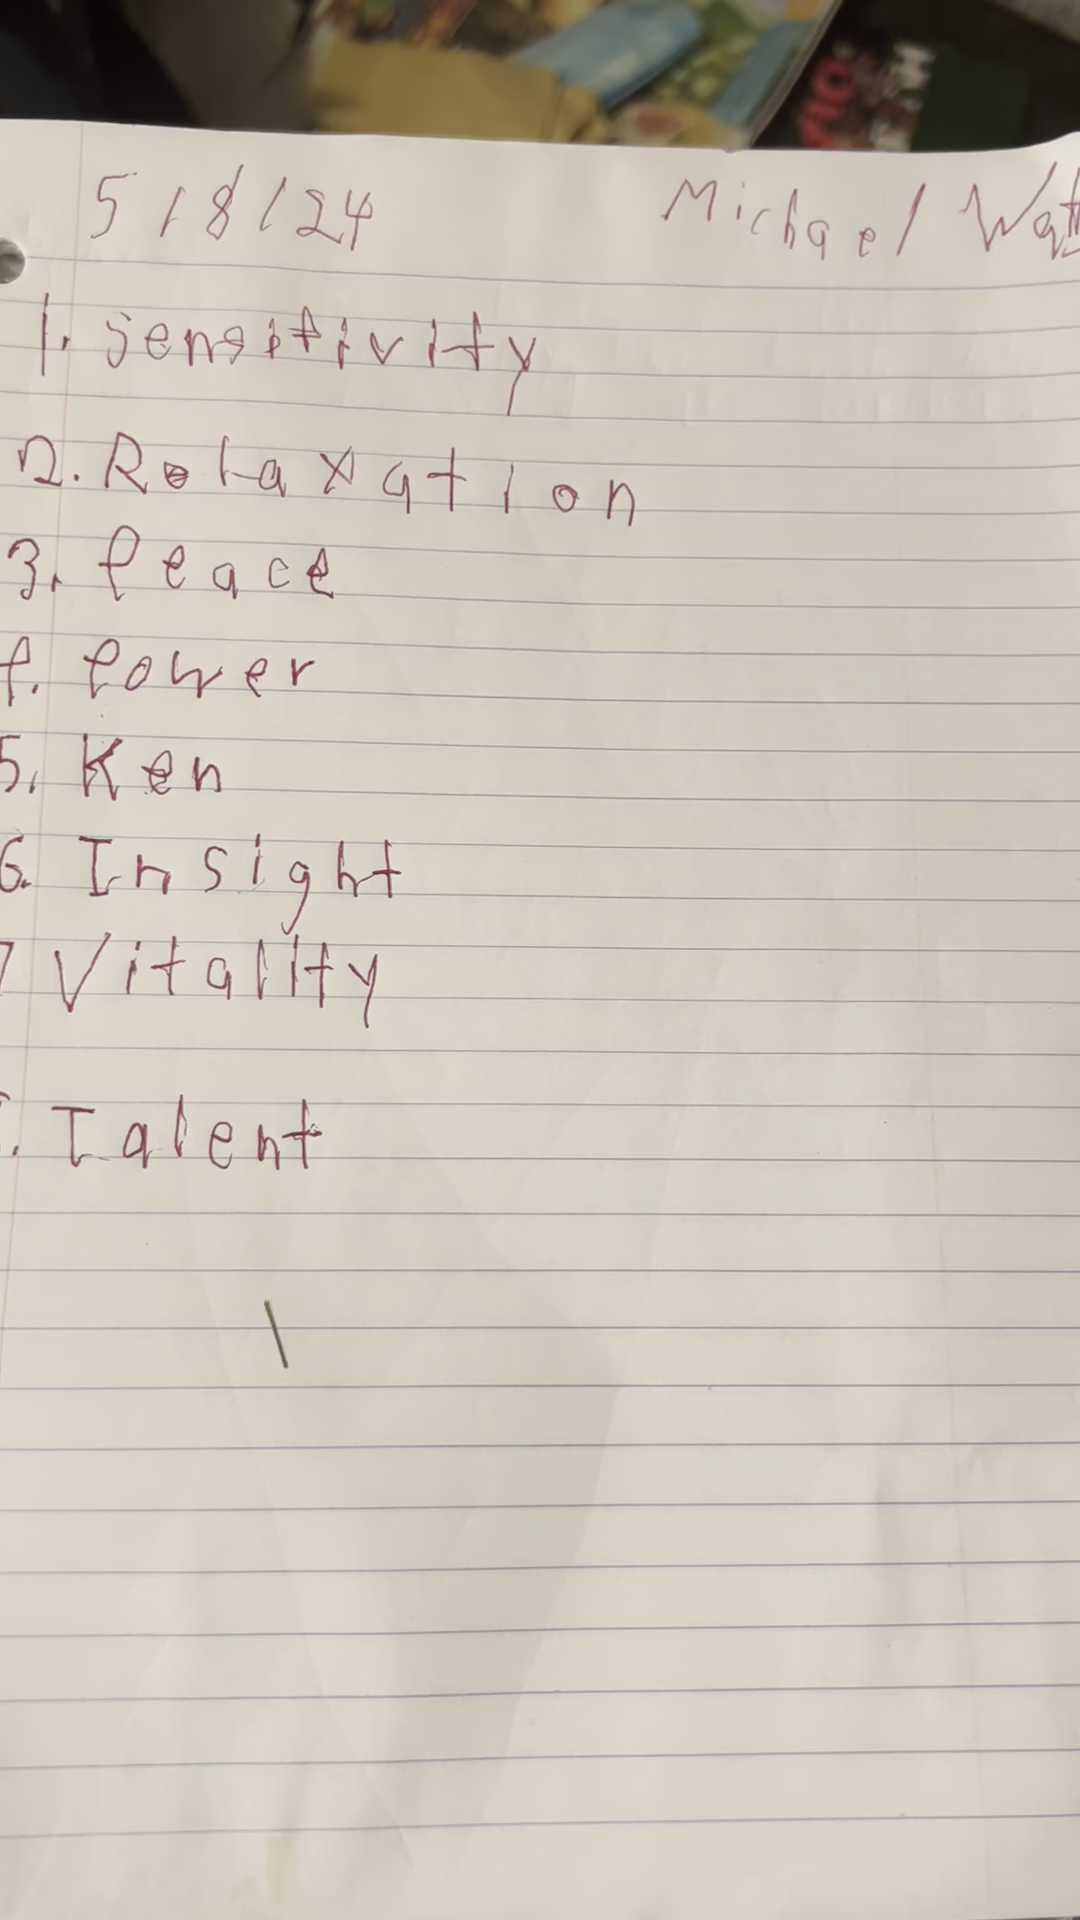 5/8/24 Michael Wat
1. Sensitivity
2. Relaxation
3. Peace
4. Power
5. Ken
6. Insight
7 Vitality
. Talent